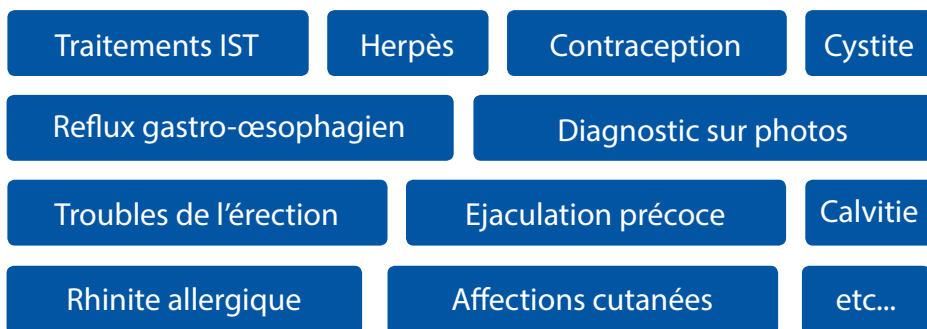 Traitements IST Herpès Contraception Cystite
Reflux gastro-œsophagien Diagnostic sur photos
Troubles de l'érection Ejaculation précoce Calvitie
Rhinite allergique Affections cutanées etc...